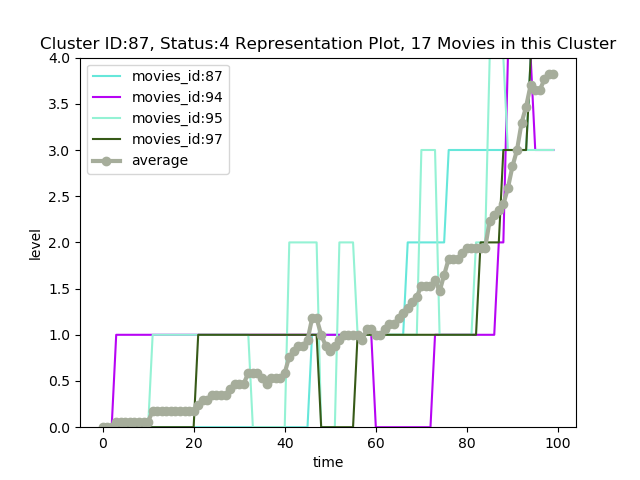 Cluster ID:87, Status:4 Representation Plot, 17 Movies in this Cluster
movies_id:87
movies_id:94
movies_id:95
movies_id:97
average
level
4.0
3.5
3.0
2.5
2.0
1.5
1.0
0.5
0.0
0 20 40 60 80 100
time